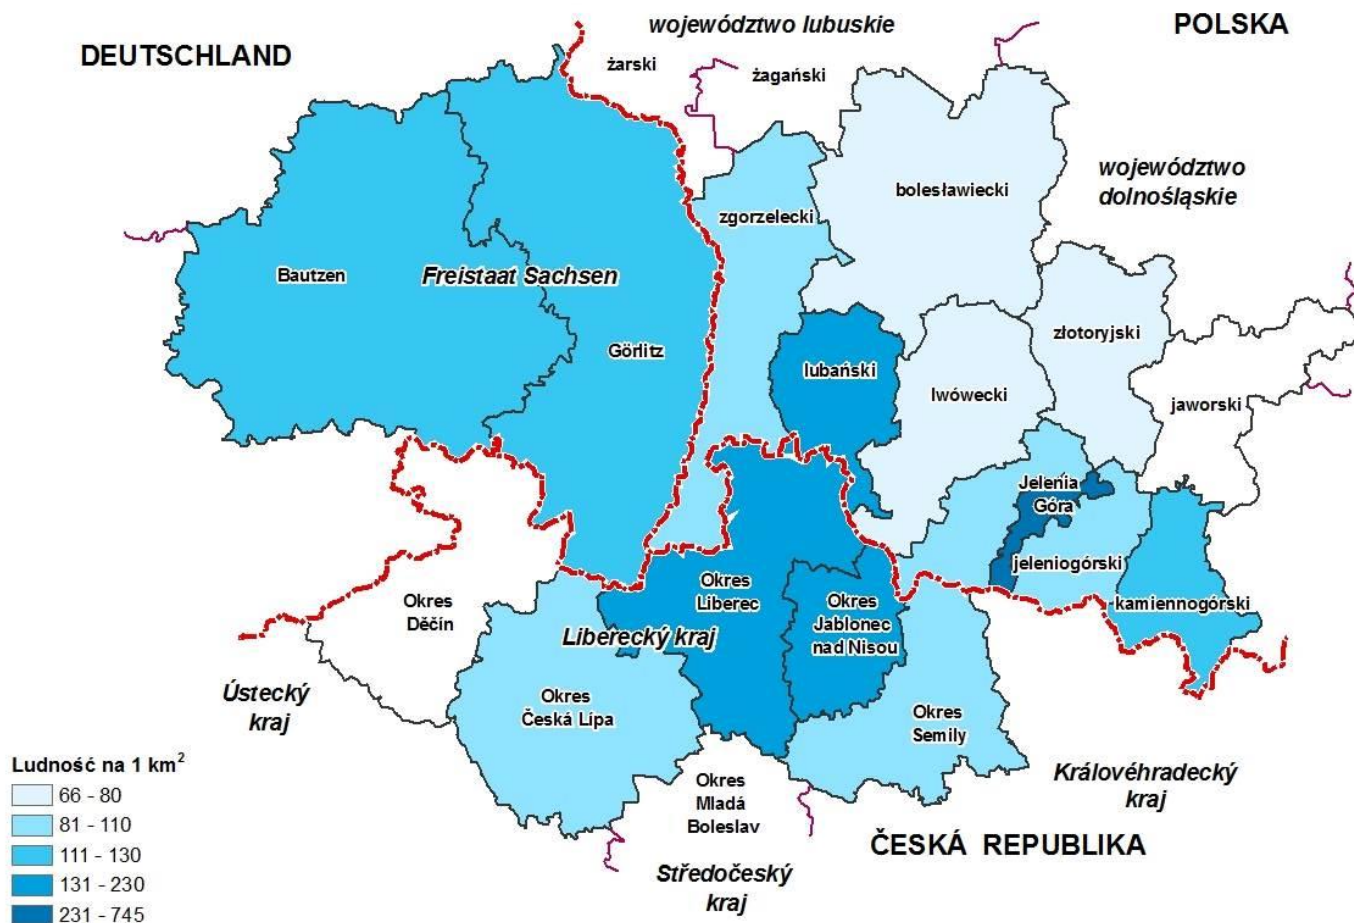 województwo lubuskie
POLSKA
DEUTSCHLAND
żarski
żagański
województwo
dolnośląskie
bolesławiecki
zgorzelecki
Bautzen
Freistaat Sachsen
złotoryjski
Görlitz
lubański
lwówecki
jaworski
Jelenia
Góra
jeleniogórski
kamiennogórski
Okres
Liberec
Okres
Jablonec
nad Nisou
Okres
Děčín
Liberecký kraj
Ústecký
kraj
Okres
Česká Lípa
Okres
Semily
Královéhradecký
kraj
Okres
Mladá
Boleslav
ČESKÁ REPUBLIKA
Středočeský
kraj
Ludność na 1 km²
66 - 80
81 - 110
111 - 130
131 - 230
231 - 745